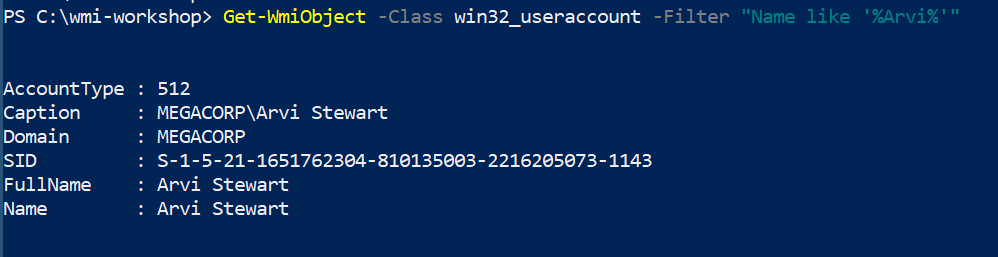 PS C:\wmi-workshop> Get-WmiObject -Class win32_useraccount -Filter "Name like '%Arvi%'"
AccountType : 512
Caption     : MEGACORP\Arvi Stewart
Domain      : MEGACORP
SID         : S-1-5-21-1651762304-810135003-2216205073-1143
FullName    : Arvi Stewart
Name        : Arvi Stewart